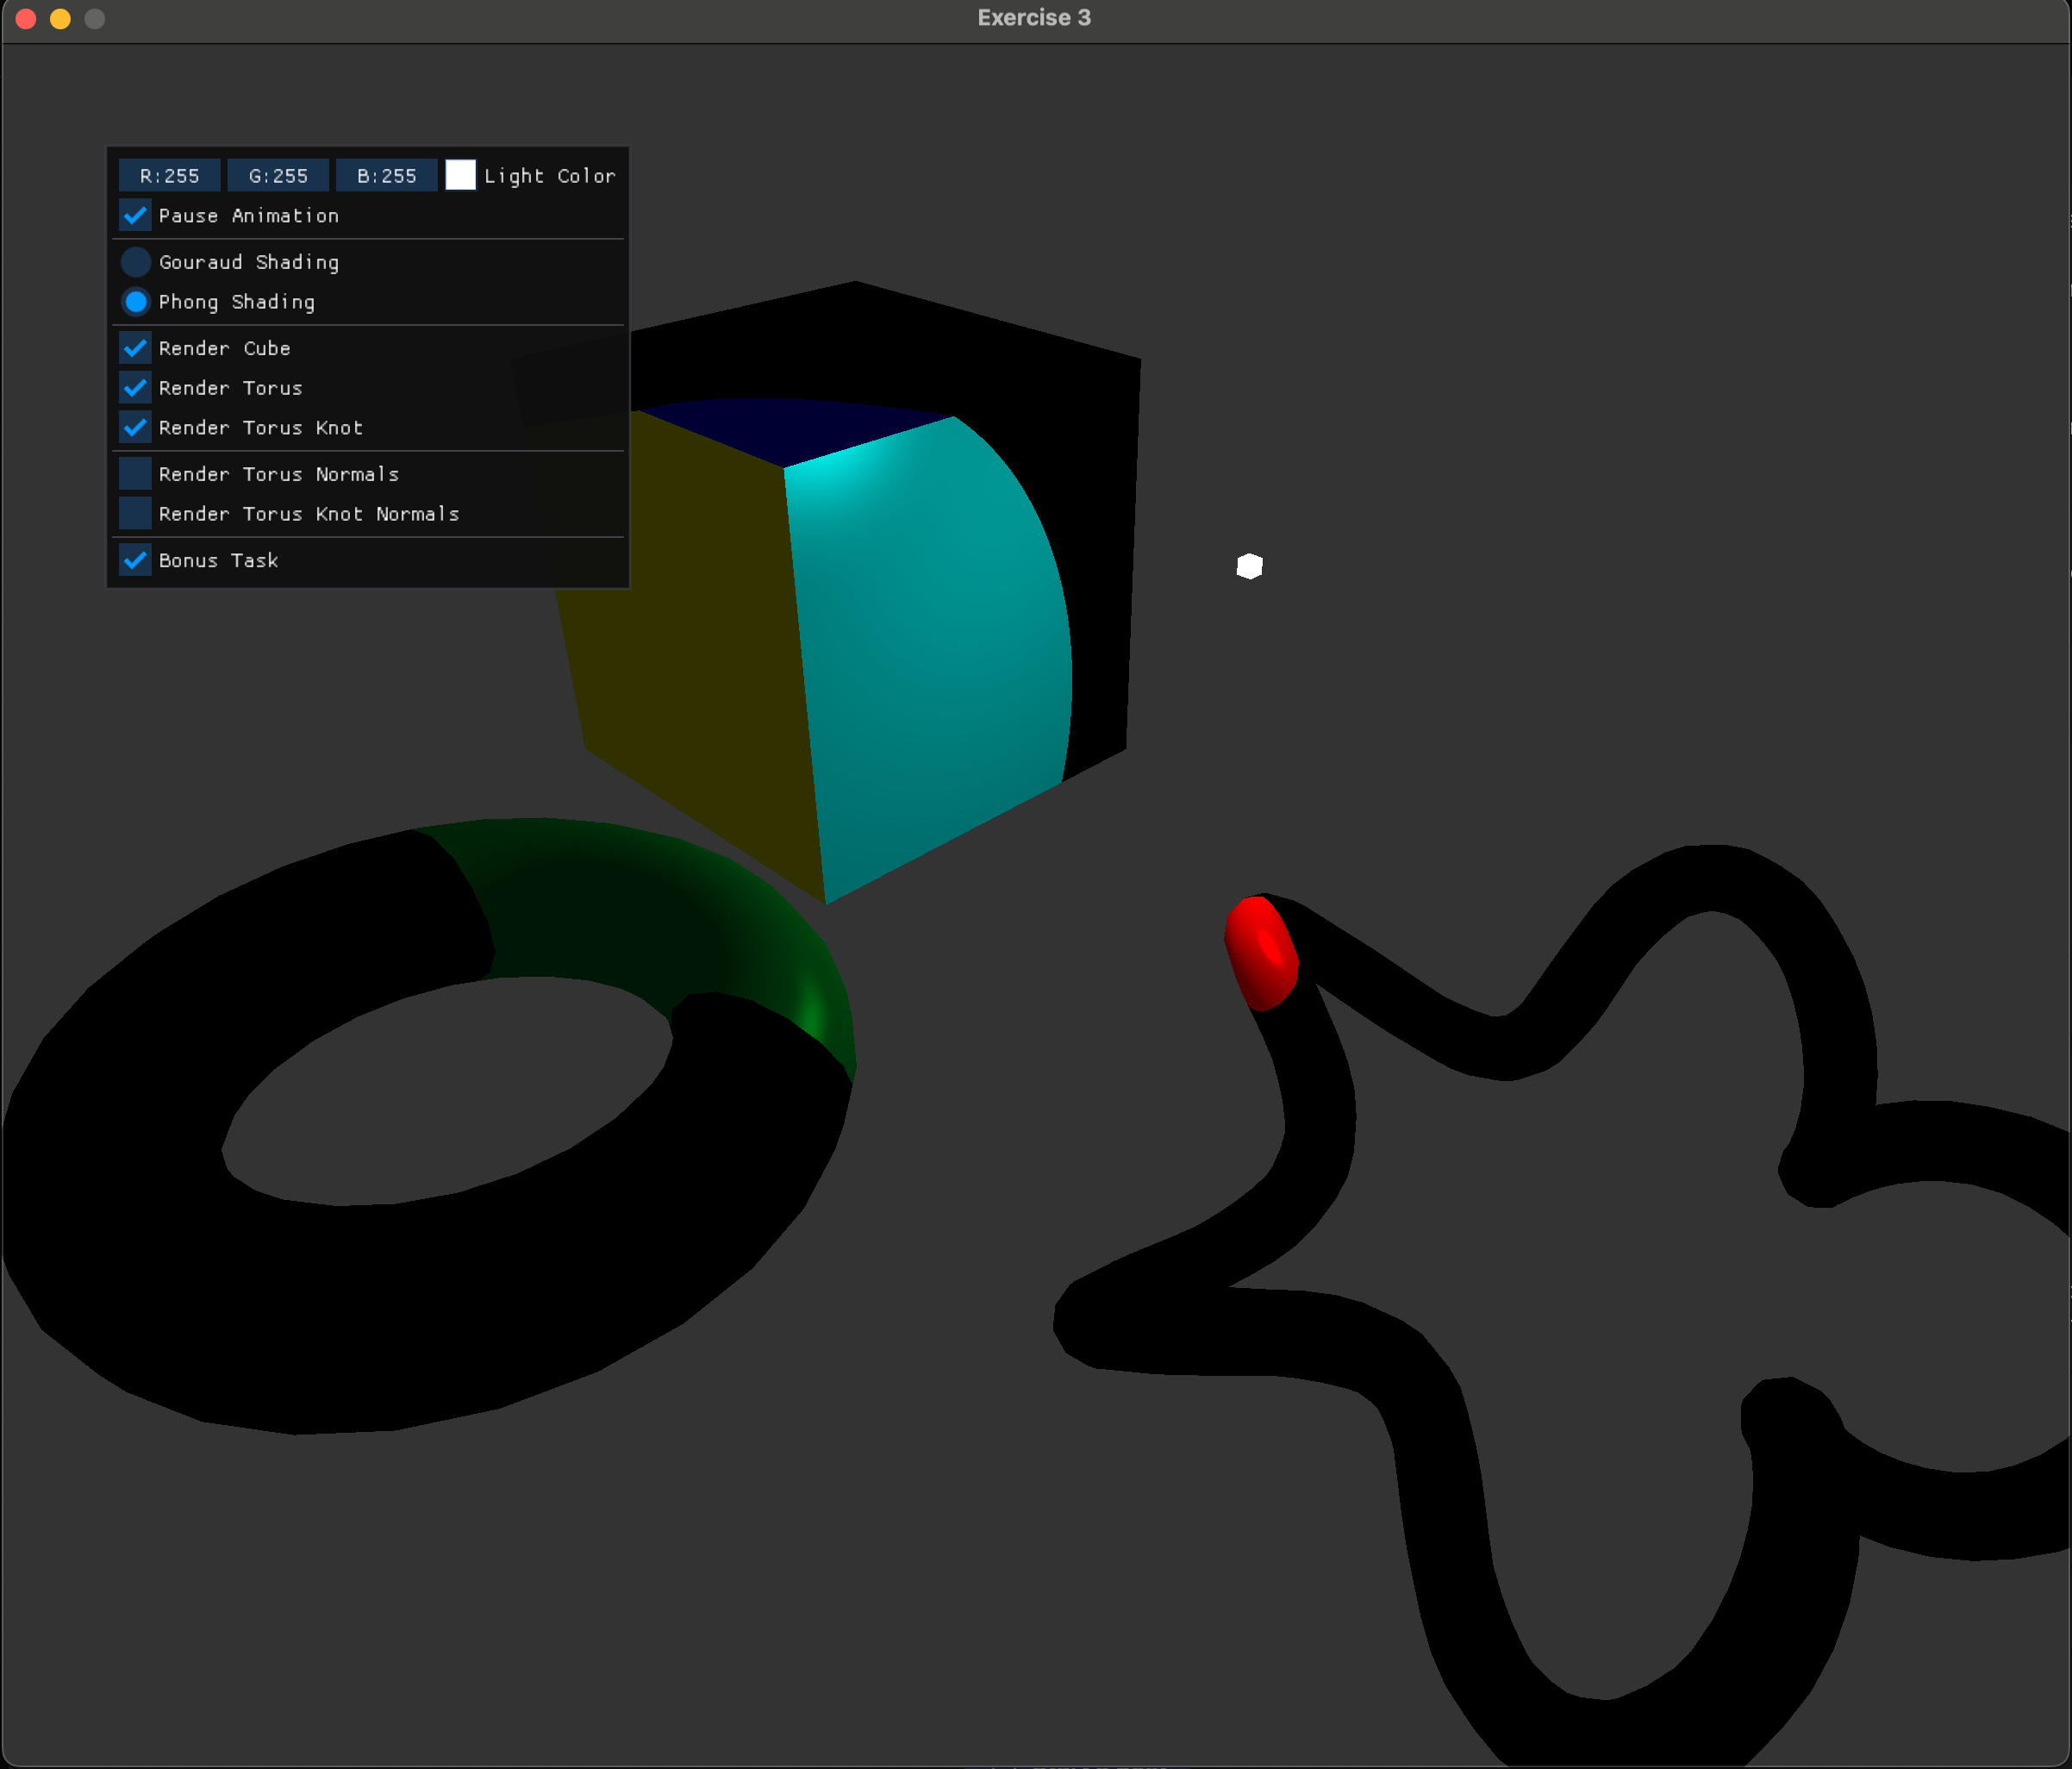 Exercise 3
R:255 G:255 B:255 Light Color
Pause Animation
Gouraud Shading
Phong Shading
Render Cube
Render Torus
Render Torus Knot
Render Torus Normals
Render Torus Knot Normals
Bonus Task